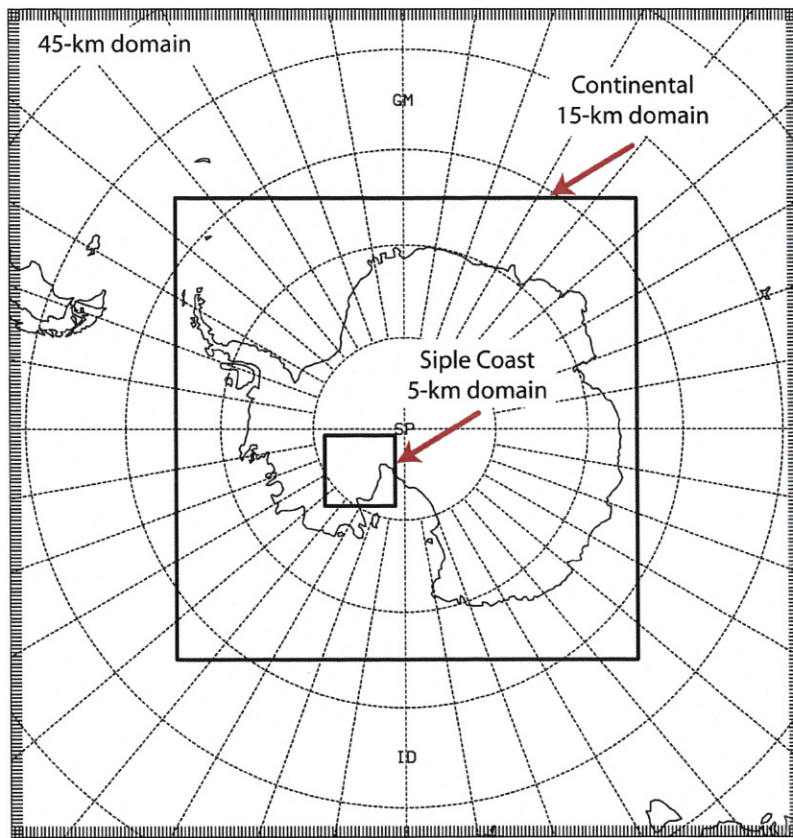 45-km domain
Continental
15-km domain
GM
Siple Coast
5-km domain
SP
ID